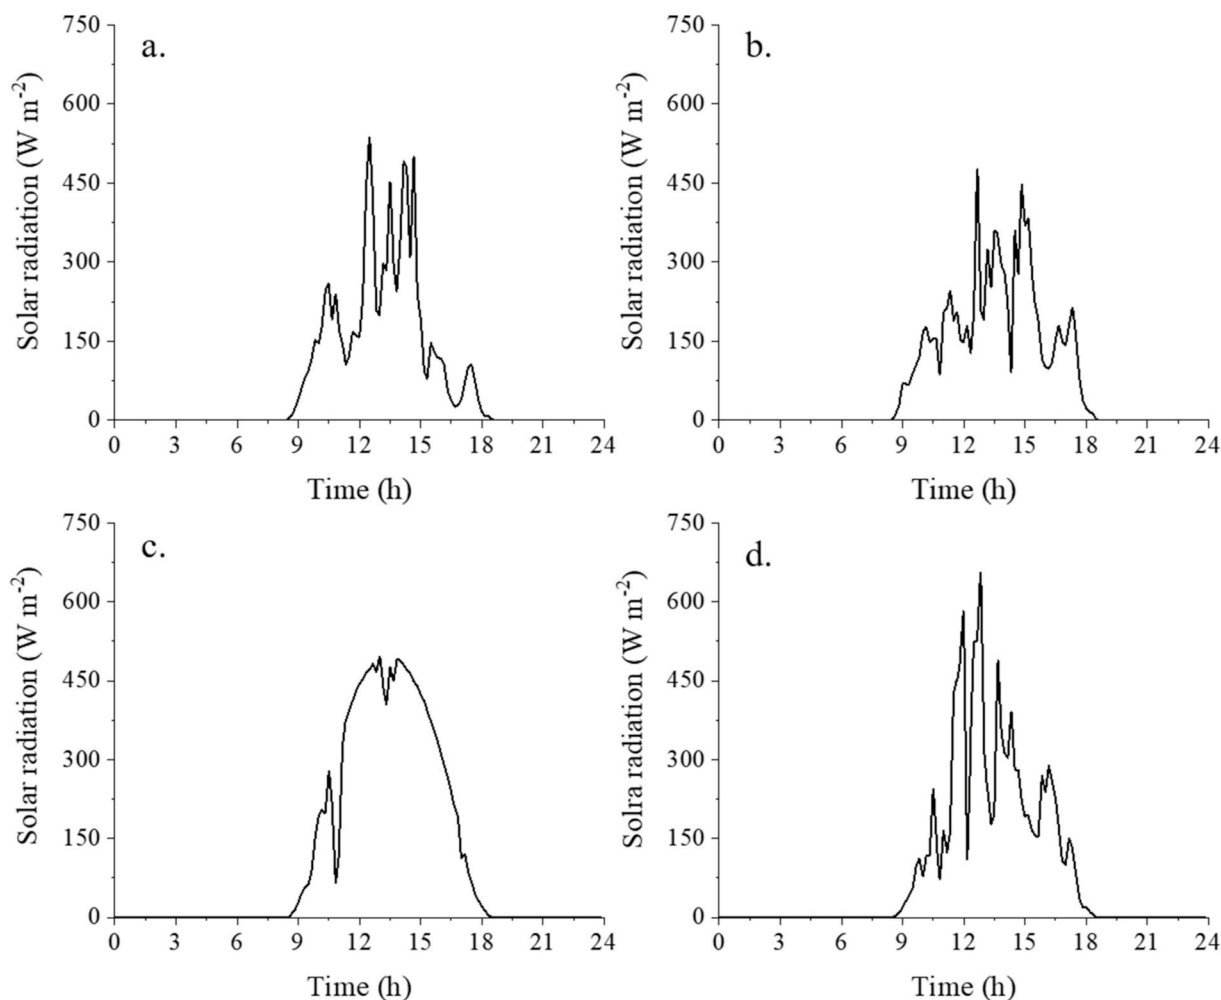 a.
Solar radiation (W m-2)
750
600
450
300
150
0
0 3 6 9 12 15 18 21 24
Time (h)
b.
Solar radiation (W m-2)
750
600
450
300
150
0
0 3 6 9 12 15 18 21 24
Time (h)
c.
Solar radiation (W m-2)
750
600
450
300
150
0
0 3 6 9 12 15 18 21 24
Time (h)
d.
Solra radiation (W m-2)
750
600
450
300
150
0
0 3 6 9 12 15 18 21 24
Time (h)